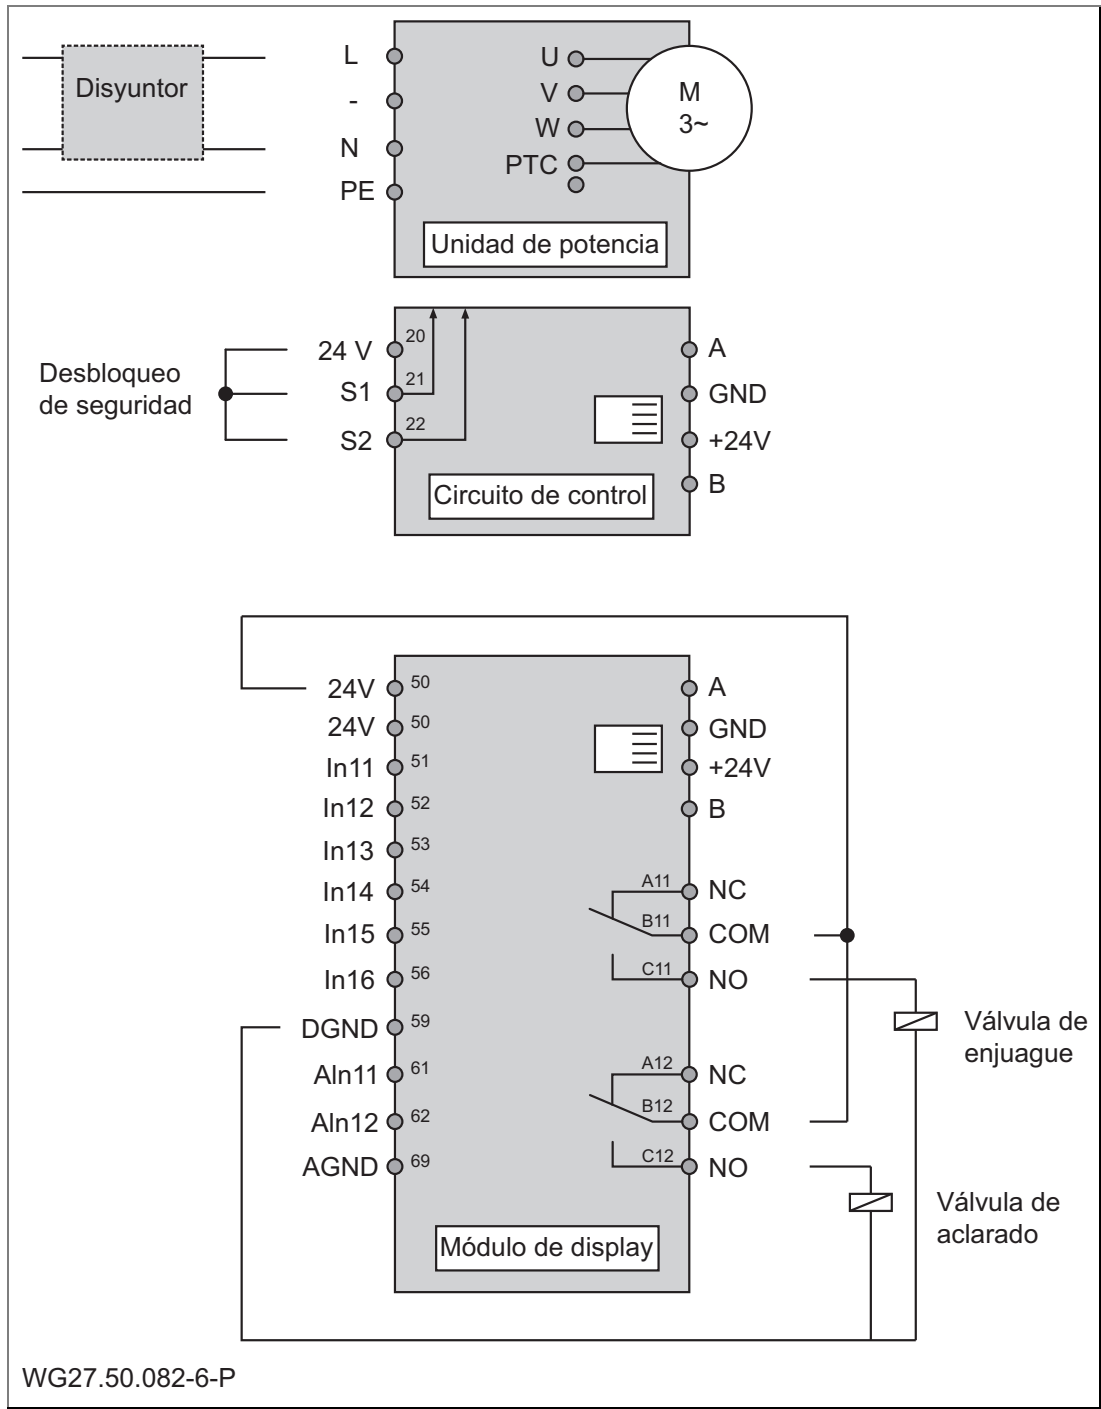 Disyuntor
L
-
N
PE
U
V
W
PTC
M
3~
Unidad de potencia
Desbloqueo
de seguridad
24 V
20
S1
21
S2
22
A
GND
+24V
B
Circuito de control
24V
50
24V
50
In11
51
In12
52
In13
53
In14
54
In15
55
In16
56
DGND
59
AIn11
61
AIn12
62
AGND
69
A
GND
+24V
B
A11
NC
B11
COM
C11
NO
A12
NC
B12
COM
C12
NO
Válvula de
enjuague
Válvula de
aclarado
Módulo de display
WG27.50.082-6-P